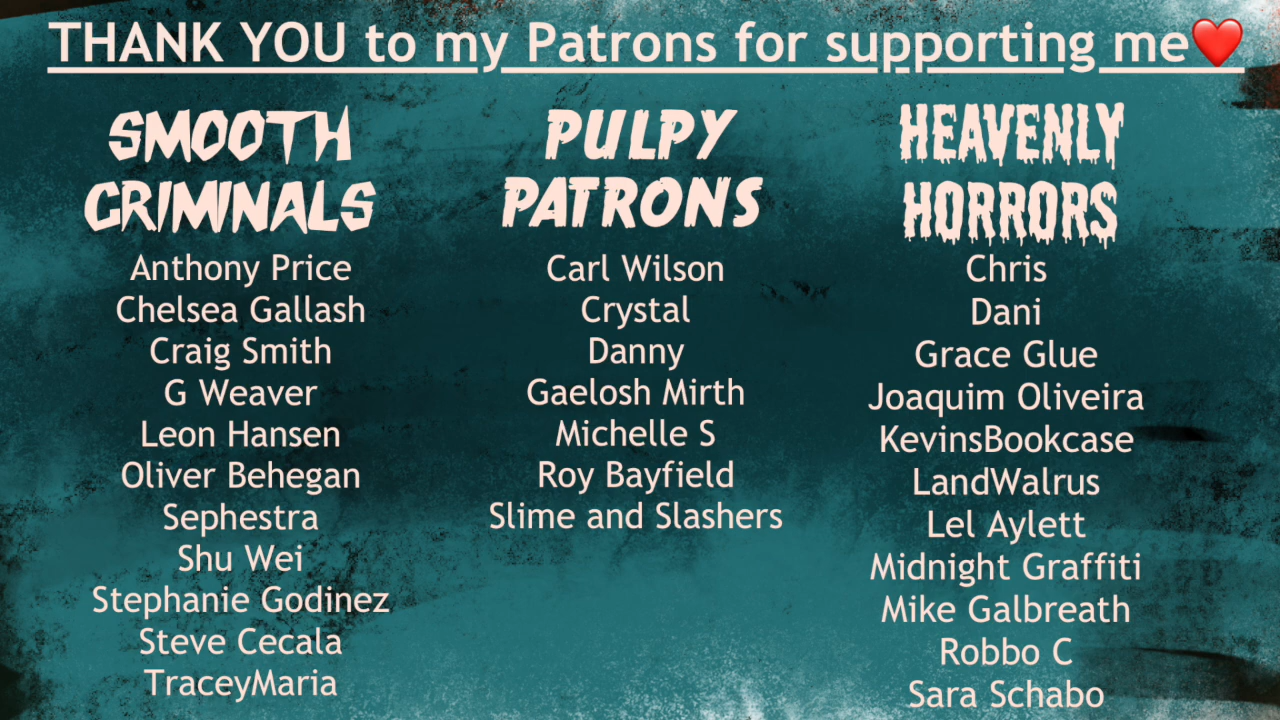 THANK YOU to my Patrons for supporting me❤️
SMOOTH
CRIMINALS
Anthony Price
Chelsea Gallash
Craig Smith
G Weaver
Leon Hansen
Oliver Behegan
Sephestra
Shu Wei
Stephanie Godinez
Steve Cecala
TraceyMaria
PULPY
PATRONS
Carl Wilson
Crystal
Danny
Gaelosh Mirth
Michelle S
Roy Bayfield
Slime and Slashers
HEAVENLY
HORRORS
Chris
Dani
Grace Glue
Joaquim Oliveira
KevinsBookcase
LandWalrus
Lel Aylett
Midnight Graffiti
Mike Galbreath
Robbo C
Sara Schabo